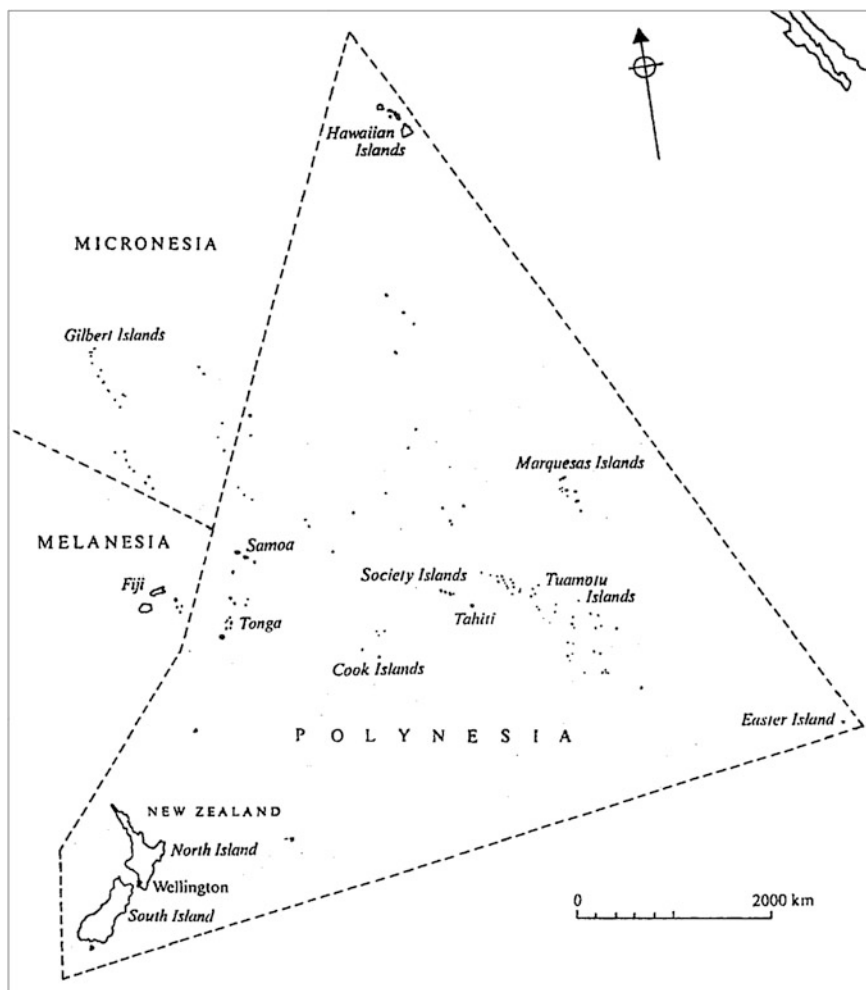 Hawaiian
Islands
MICRONESIA
Gilbert Islands
Marquesas Islands
MELANESIA
Samoa
Fiji
Society Islands
Tuamotu
Islands
Tahiti
Tonga
Cook Islands
Easter Island
POLYNESIA
NEW ZEALAND
North Island
Wellington
South Island
0 2000 km